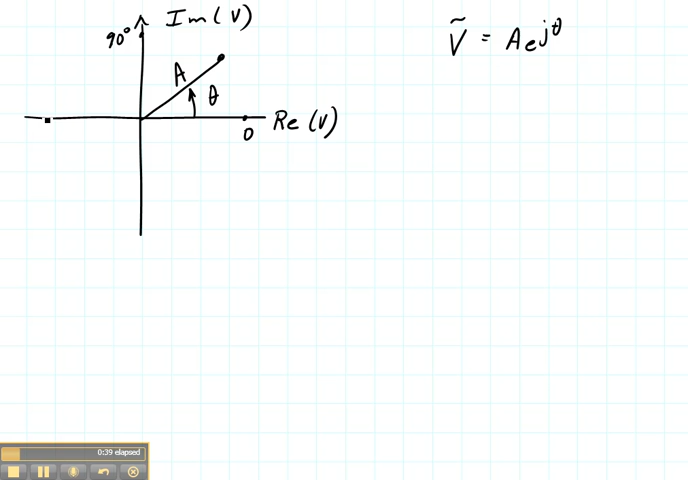 Im(V)
90°
Ṽ = Ae^jθ
A
θ
Re(V)
0
0:39 elapsed